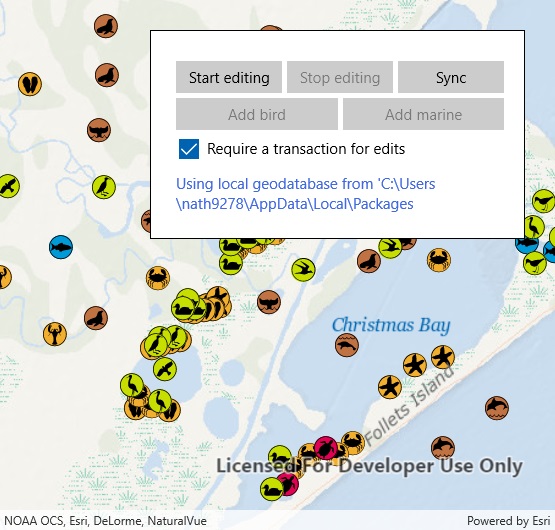 Start editing Stop editing Sync
Add bird Add marine
Require a transaction for edits
Using local geodatabase from 'C:\Users
\nath9278\AppData\Local\Packages
Christmas Bay
Follets Island
Licensed For Developer Use Only
NOAA OCS, Esri, DeLorme, NaturalVue Powered by Esri